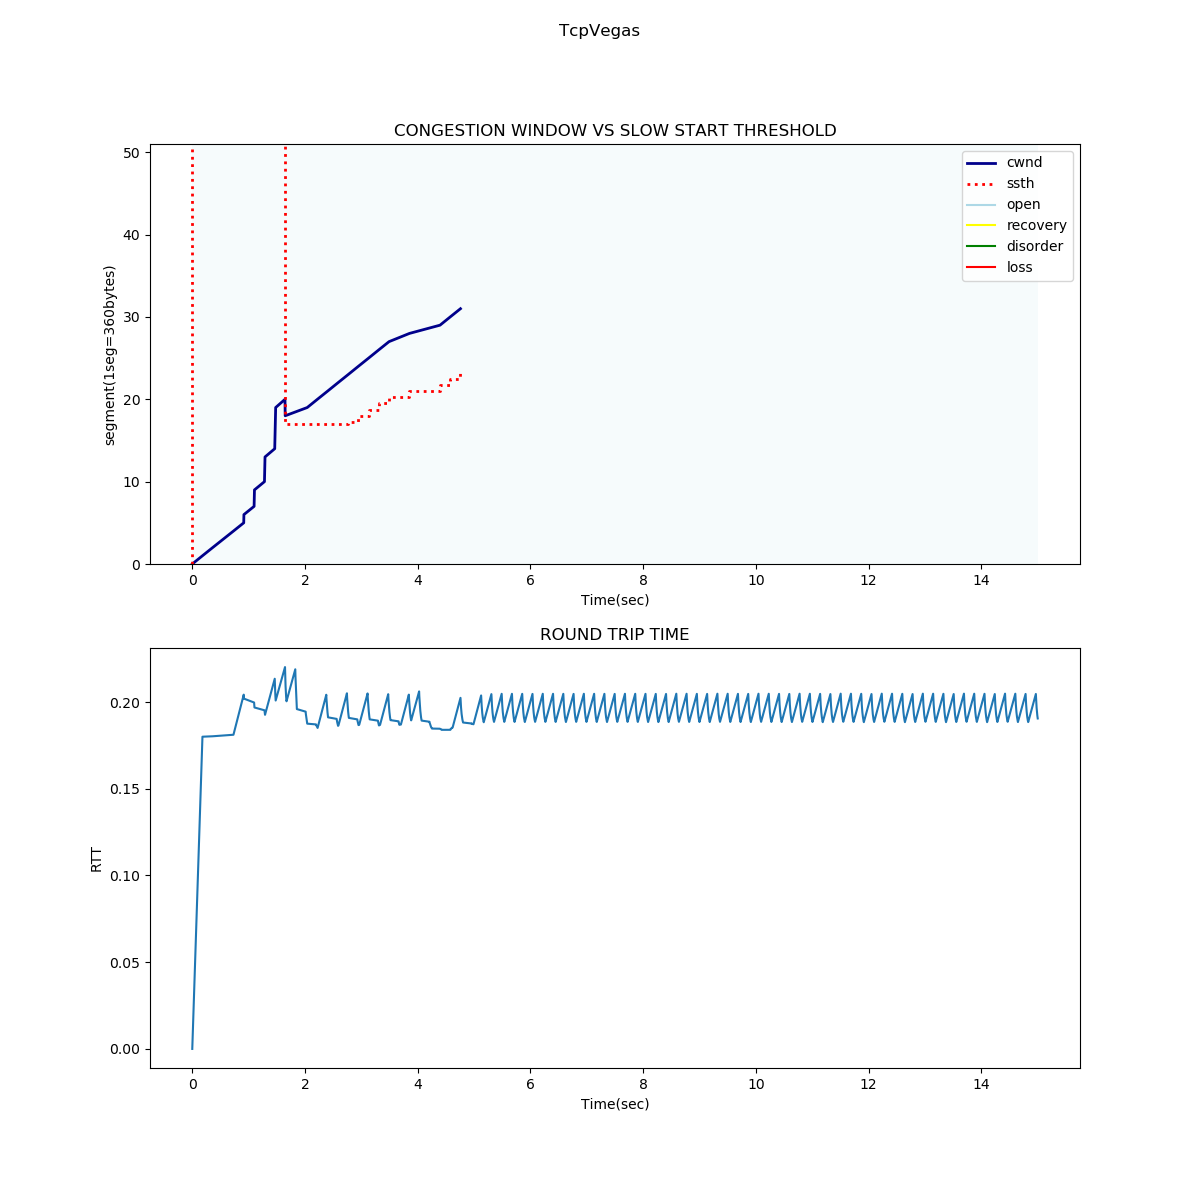 TcpVegas
CONGESTION WINDOW VS SLOW START THRESHOLD
50
40
30
20
10
0
segment(1seg=360bytes)
cwnd
ssth
open
recovery
disorder
loss
0 2 4 6 8 10 12 14
Time(sec)
ROUND TRIP TIME
0.20
0.15
0.10
0.05
0.00
RTT
0 2 4 6 8 10 12 14
Time(sec)